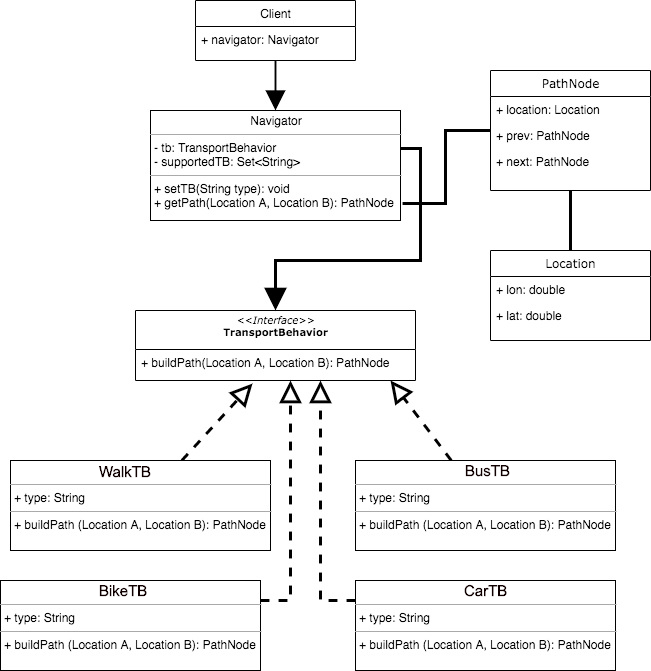 Client
+ navigator: Navigator
Navigator
- tb: TransportBehavior
- supportedTB: Set<String>
+ setTB(String type): void
+ getPath(Location A, Location B): PathNode
PathNode
+ location: Location
+ prev: PathNode
+ next: PathNode
Location
+ lon: double
+ lat: double
<<Interface>>
TransportBehavior
+ buildPath(Location A, Location B): PathNode
WalkTB
+ type: String
+ buildPath (Location A, Location B): PathNode
BusTB
+ type: String
+ buildPath (Location A, Location B): PathNode
BikeTB
+ type: String
+ buildPath (Location A, Location B): PathNode
CarTB
+ type: String
+ buildPath (Location A, Location B): PathNode